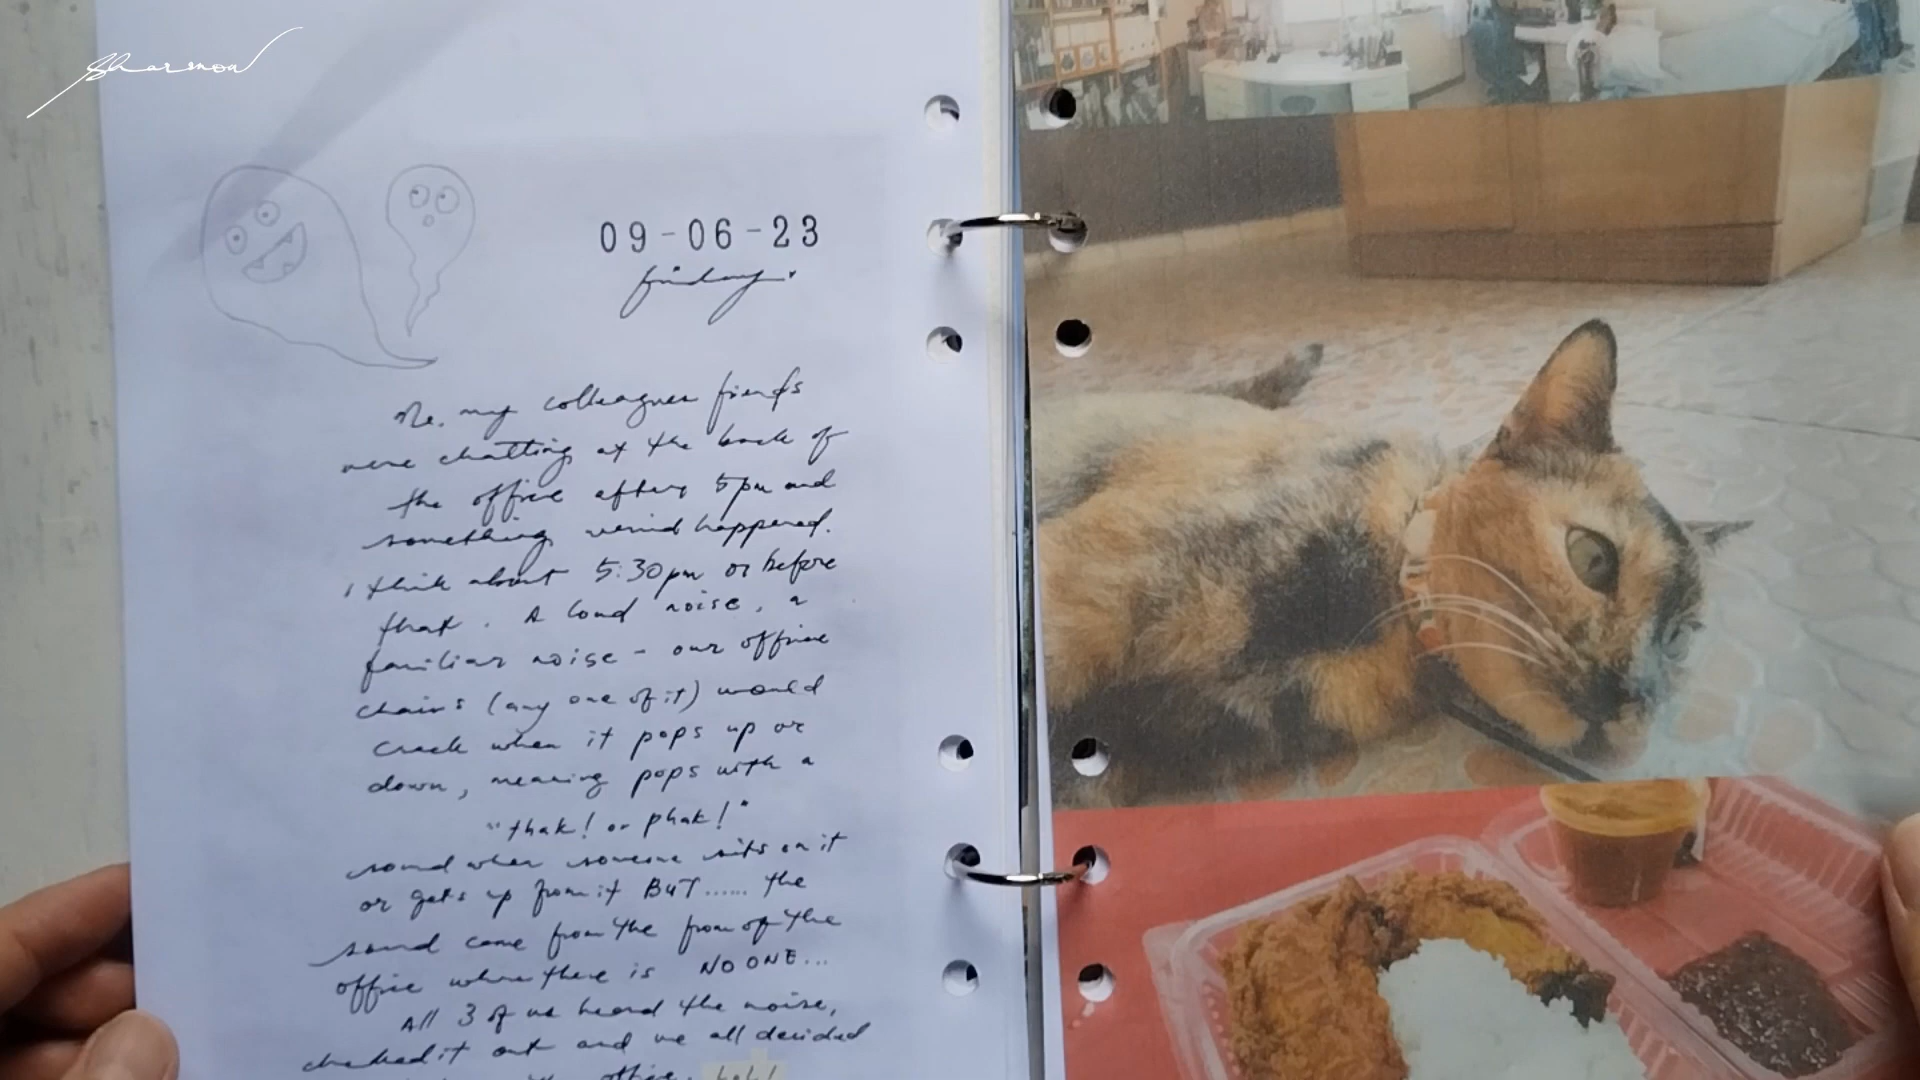 Sharmow
09-06-23
friday.
Me, my colleagues friends
were chatting at the back of
the office after 5pm and
something weird happened.
i think about 5:30pm or before
that. A loud noise, a
familiar noise - our office
chairs (any one of it) would
crack when it pops up or
down, meaning pops with a
"thak! or phak!"
sound when someone sits on it
or gets up from it BUT...... the
sound came from the from of the
office where there is NO ONE...
All 3 of us heard the noise,
checked it out and we all decided
office. LoL!